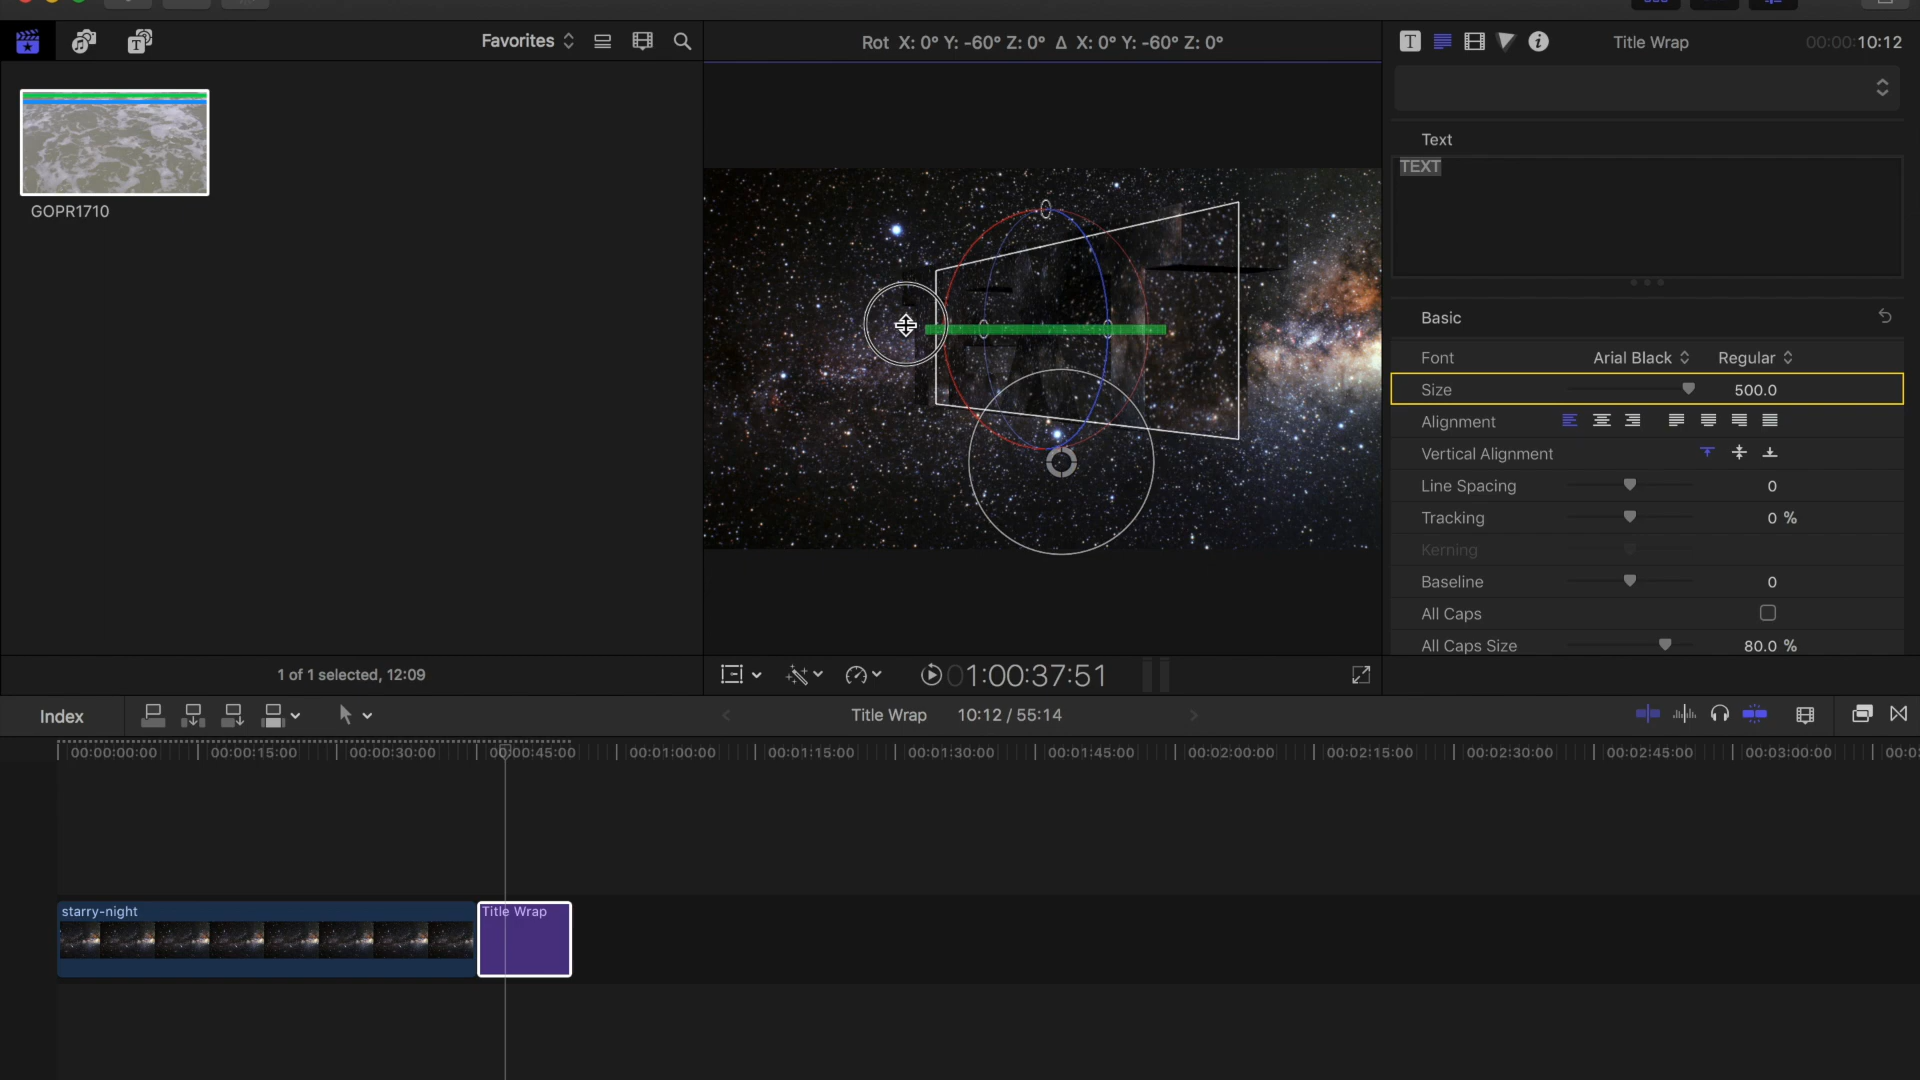 Favorites
Rot X: 0° Y: -60° Z: 0° Δ X: 0° Y: -60° Z: 0°
Title Wrap
00:00:10:12
GOPR1710
Text
TEXT
Basic
Font
Arial Black
Regular
Size
500.0
Alignment
Vertical Alignment
Line Spacing
0
Tracking
0 %
Kerning
Baseline
0
All Caps
All Caps Size
80.0 %
1 of 1 selected, 12:09
01:00:37:51
Index
Title Wrap
10:12 / 55:14
00:00:00:00
00:00:15:00
00:00:30:00
00:00:45:00
00:01:00:00
00:01:15:00
00:01:30:00
00:01:45:00
00:02:00:00
00:02:15:00
00:02:30:00
00:02:45:00
00:03:00:00
00:0
starry-night
Title Wrap